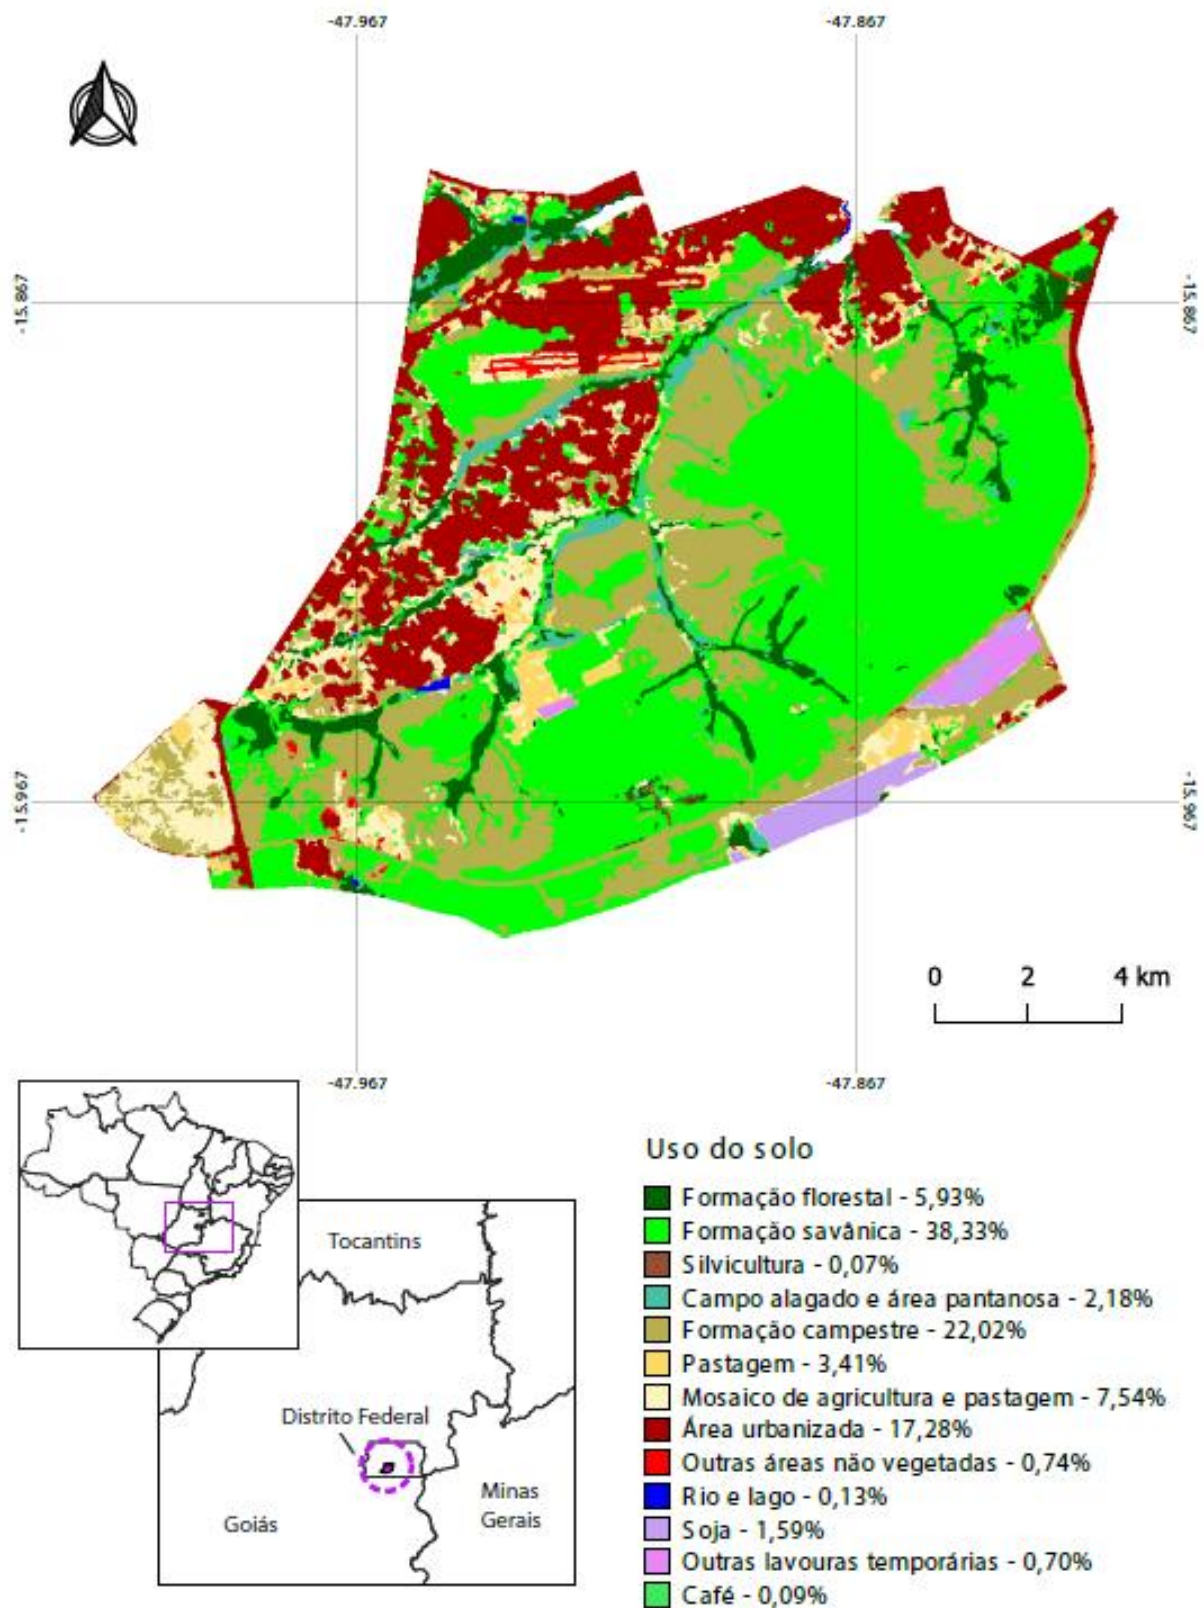 -47.967
-47.867
-15.867
-15.867
-15.967
-15.967
0 2 4 km
-47.967
-47.867
Tocantins
Distrito Federal
Goiás
Minas
Gerais
Uso do solo
Formação florestal - 5,93%
Formação savânica - 38,33%
Silvicultura - 0,07%
Campo alagado e área pantanosa - 2,18%
Formação campestre - 22,02%
Pastagem - 3,41%
Mosaico de agricultura e pastagem - 7,54%
Área urbanizada - 17,28%
Outras áreas não vegetadas - 0,74%
Rio e lago - 0,13%
Soja - 1,59%
Outras lavouras temporárias - 0,70%
Café - 0,09%